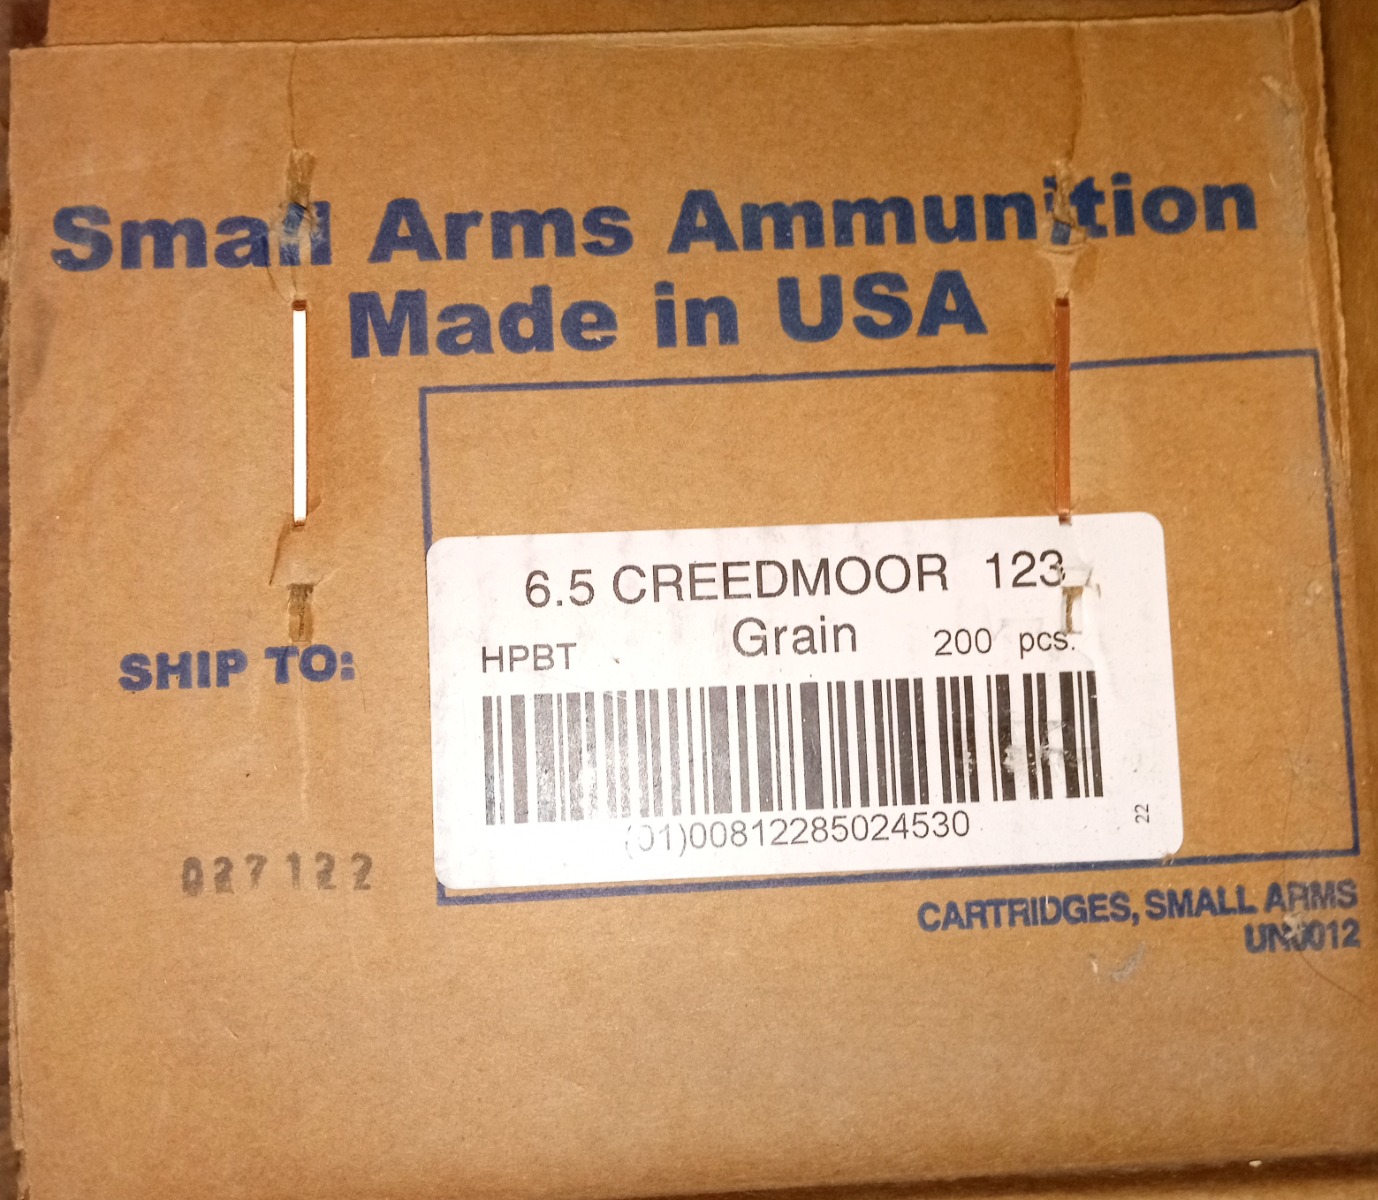 Small Arms Ammunition
Made in USA
6.5 CREEDMOOR 123
Grain
HPBT
200 pcs.
SHIP TO:
(01)00812285024530
22
027122
CARTRIDGES, SMALL ARMS
UN0012